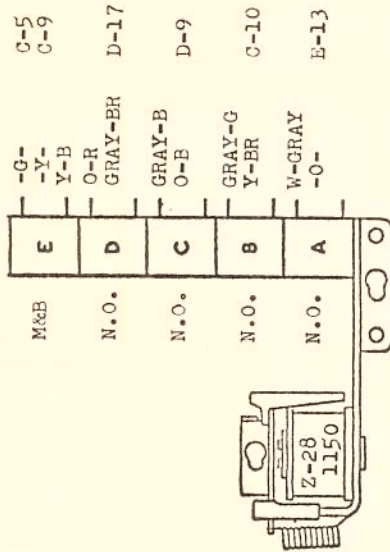 -G- C-5
M&B E -Y- C-9
Y-B
O-R
N.O. D GRAY-BR D-17
GRAY-B
N.O. C O-B D-9
GRAY-G
N.O. B Y-BR C-10
W-GRAY
N.O. A -O- E-13
Z-28
1150